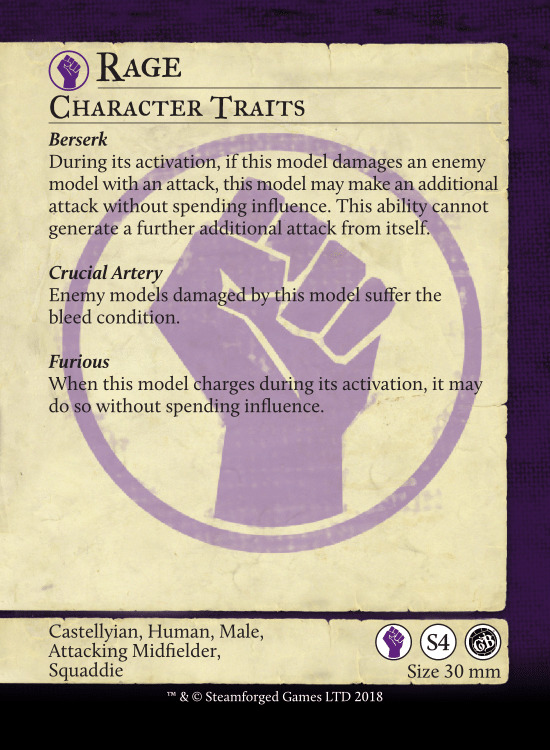 Rage
Character Traits
Berserk
During its activation, if this model damages an enemy
model with an attack, this model may make an additional
attack without spending influence. This ability cannot
generate a further additional attack from itself.
Crucial Artery
Enemy models damaged by this model suffer the
bleed condition.
Furious
When this model charges during its activation, it may
do so without spending influence.
Castellyian, Human, Male,
Attacking Midfielder,
Squaddie
S4
GB
Size 30 mm
™ & © Steamforged Games LTD 2018